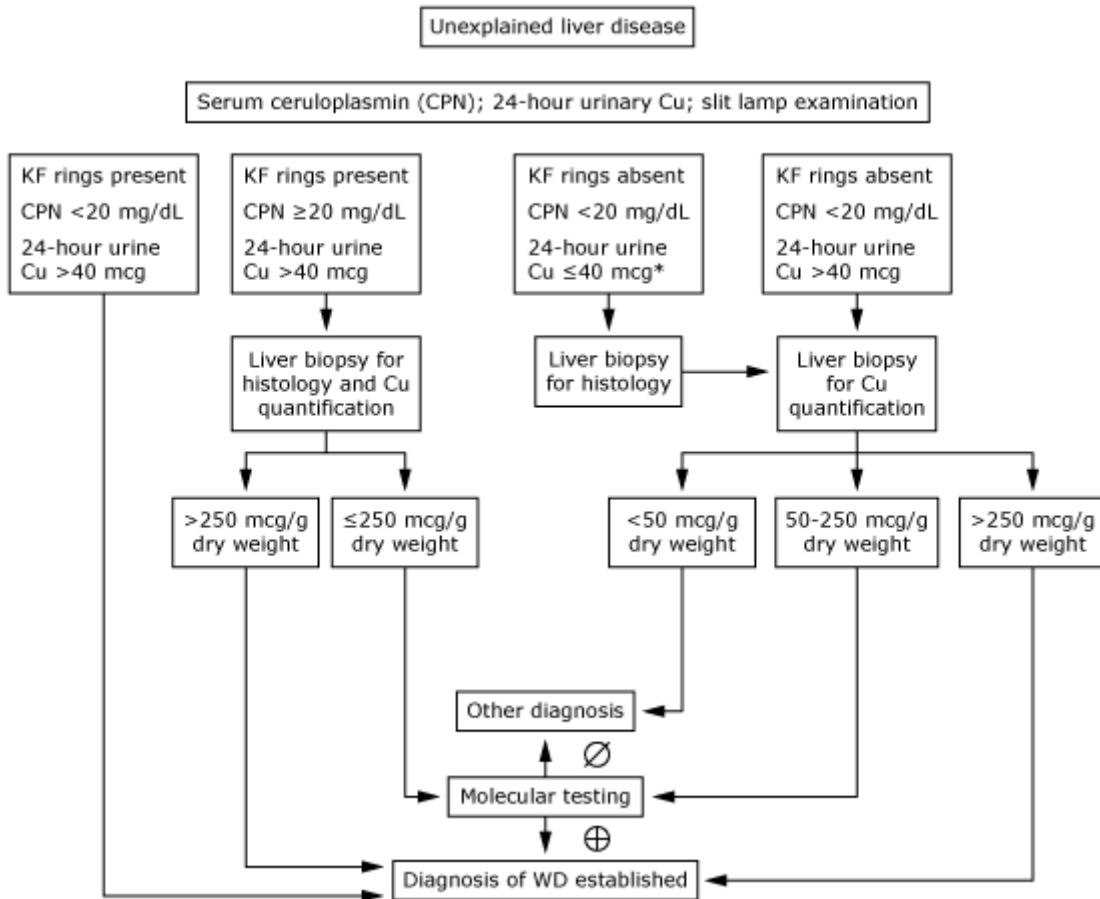 Unexplained liver disease
Serum ceruloplasmin (CPN); 24-hour urinary Cu; slit lamp examination
KF rings present
CPN <20 mg/dL
24-hour urine
Cu >40 mcg
KF rings present
CPN ≥20 mg/dL
24-hour urine
Cu >40 mcg
KF rings absent
CPN <20 mg/dL
24-hour urine
Cu ≤40 mcg*
KF rings absent
CPN <20 mg/dL
24-hour urine
Cu >40 mcg
Liver biopsy for
histology and Cu
quantification
Liver biopsy
for histology
Liver biopsy
for Cu
quantification
>250 mcg/g
dry weight
≤250 mcg/g
dry weight
<50 mcg/g
dry weight
50-250 mcg/g
dry weight
>250 mcg/g
dry weight
Other diagnosis
∅
Molecular testing
⊕
Diagnosis of WD established